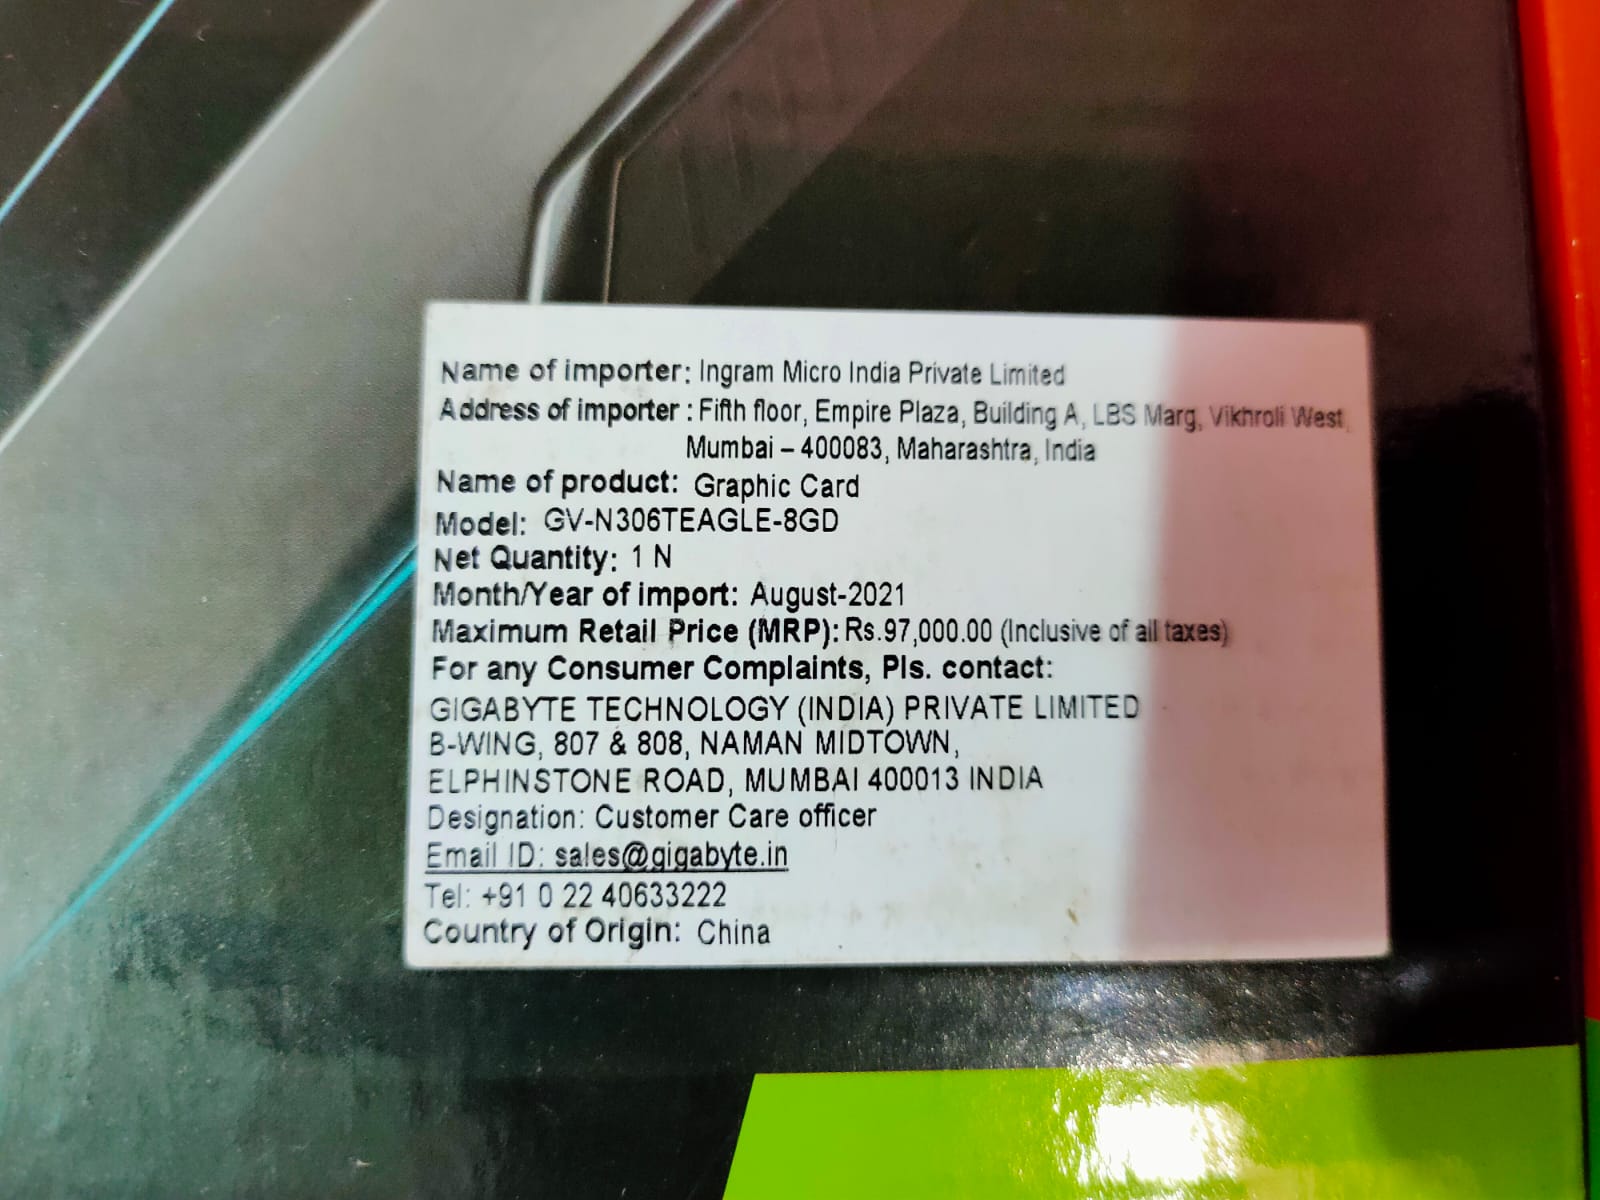 Name of importer: Ingram Micro India Private Limited
Address of importer : Fifth floor, Empire Plaza, Building A, LBS Marg, Vikhroli West,
Mumbai – 400083, Maharashtra, India
Name of product: Graphic Card
Model: GV-N306TEAGLE-8GD
Net Quantity: 1 N
Month/Year of import: August-2021
Maximum Retail Price (MRP): Rs.97,000.00 (Inclusive of all taxes)
For any Consumer Complaints, Pls. contact:
GIGABYTE TECHNOLOGY (INDIA) PRIVATE LIMITED
B-WING, 807 & 808, NAMAN MIDTOWN,
ELPHINSTONE ROAD, MUMBAI 400013 INDIA
Designation: Customer Care officer
Email ID: sales@gigabyte.in
Tel: +91 0 22 40633222
Country of Origin: China